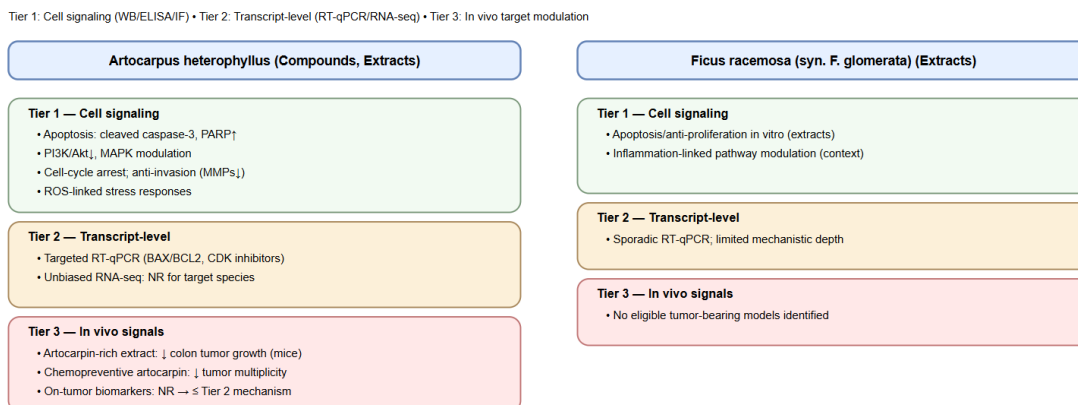 Tier 1: Cell signaling (WB/ELISA/IF) • Tier 2: Transcript-level (RT-qPCR/RNA-seq) • Tier 3: In vivo target modulation
Artocarpus heterophyllus (Compounds, Extracts)
Tier 1 — Cell signaling
• Apoptosis: cleaved caspase-3, PARP↑
• PI3K/Akt↓, MAPK modulation
• Cell-cycle arrest; anti-invasion (MMPs↓)
• ROS-linked stress responses
Tier 2 — Transcript-level
• Targeted RT-qPCR (BAX/BCL2, CDK inhibitors)
• Unbiased RNA-seq: NR for target species
Tier 3 — In vivo signals
• Artocarpin-rich extract: ↓ colon tumor growth (mice)
• Chemopreventive artocarpin: ↓ tumor multiplicity
• On-tumor biomarkers: NR → ≤ Tier 2 mechanism
Ficus racemosa (syn. F. glomerata) (Extracts)
Tier 1 — Cell signaling
• Apoptosis/anti-proliferation in vitro (extracts)
• Inflammation-linked pathway modulation (context)
Tier 2 — Transcript-level
• Sporadic RT-qPCR; limited mechanistic depth
Tier 3 — In vivo signals
• No eligible tumor-bearing models identified